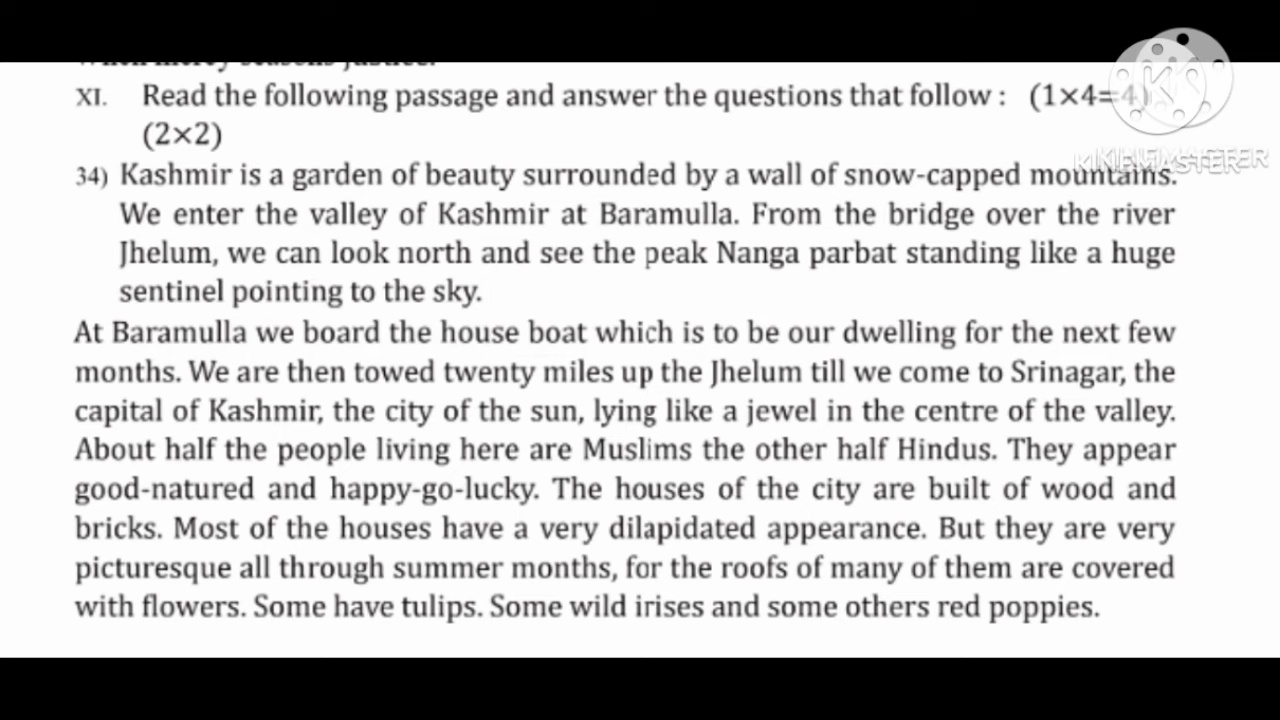 XI. Read the following passage and answer the questions that follow : (1×4=4)
(2×2)
34) Kashmir is a garden of beauty surrounded by a wall of snow-capped mountains.
We enter the valley of Kashmir at Baramulla. From the bridge over the river
Jhelum, we can look north and see the peak Nanga parbat standing like a huge
sentinel pointing to the sky.
At Baramulla we board the house boat which is to be our dwelling for the next few
months. We are then towed twenty miles up the Jhelum till we come to Srinagar, the
capital of Kashmir, the city of the sun, lying like a jewel in the centre of the valley.
About half the people living here are Muslims the other half Hindus. They appear
good-natured and happy-go-lucky. The houses of the city are built of wood and
bricks. Most of the houses have a very dilapidated appearance. But they are very
picturesque all through summer months, for the roofs of many of them are covered
with flowers. Some have tulips. Some wild irises and some others red poppies.